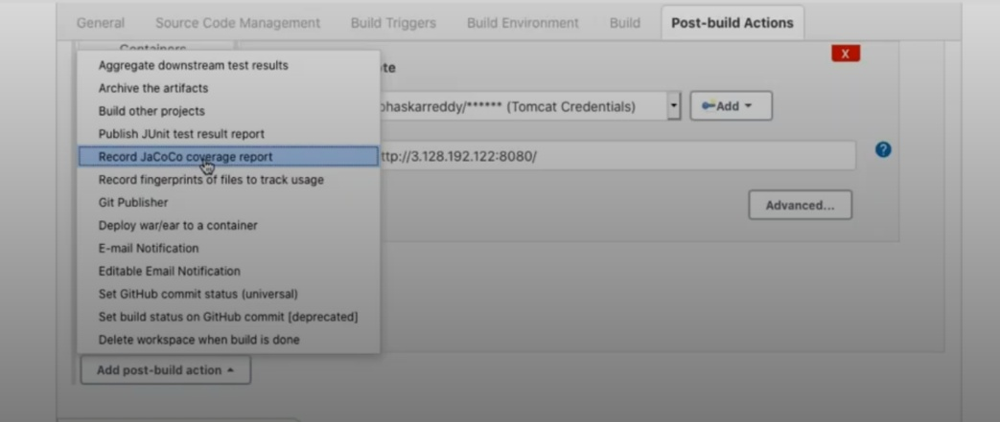 General Source Code Management Build Triggers Build Environment Build Post-build Actions
Containers
X
Aggregate downstream test results
Archive the artifacts
haskarreddy/****** (Tomcat Credentials)
Add
Build other projects
Publish JUnit test result report
Record JaCoCo coverage report
ttp://3.128.192.122:8080/
?
Record fingerprints of files to track usage
Git Publisher
Advanced...
Deploy war/ear to a container
E-mail Notification
Editable Email Notification
Set GitHub commit status (universal)
Set build status on GitHub commit [deprecated]
Delete workspace when build is done
Add post-build action